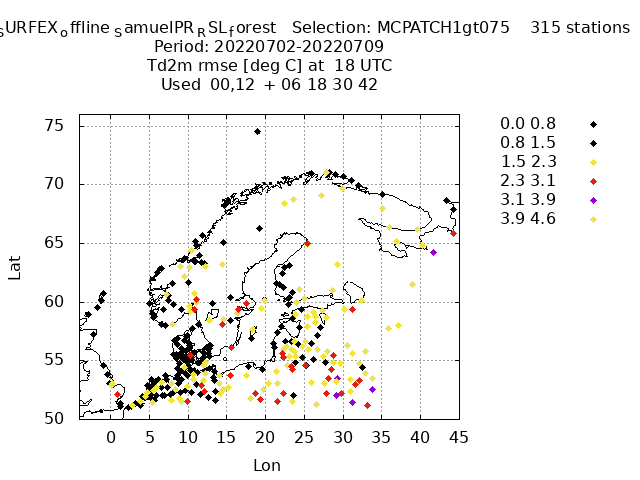 SURFEXoffline SamuelPRRSLforest Selection: MCPATCH1gt075 315 stations
Period: 20220702-20220709
Td2m rmse [deg C] at 18 UTC
Used 00,12 + 06 18 30 42
0.0 0.8
0.8 1.5
1.5 2.3
2.3 3.1
3.1 3.9
3.9 4.6
75
70
65
60
55
50
Lat
0 5 10 15 20 25 30 35 40 45
Lon